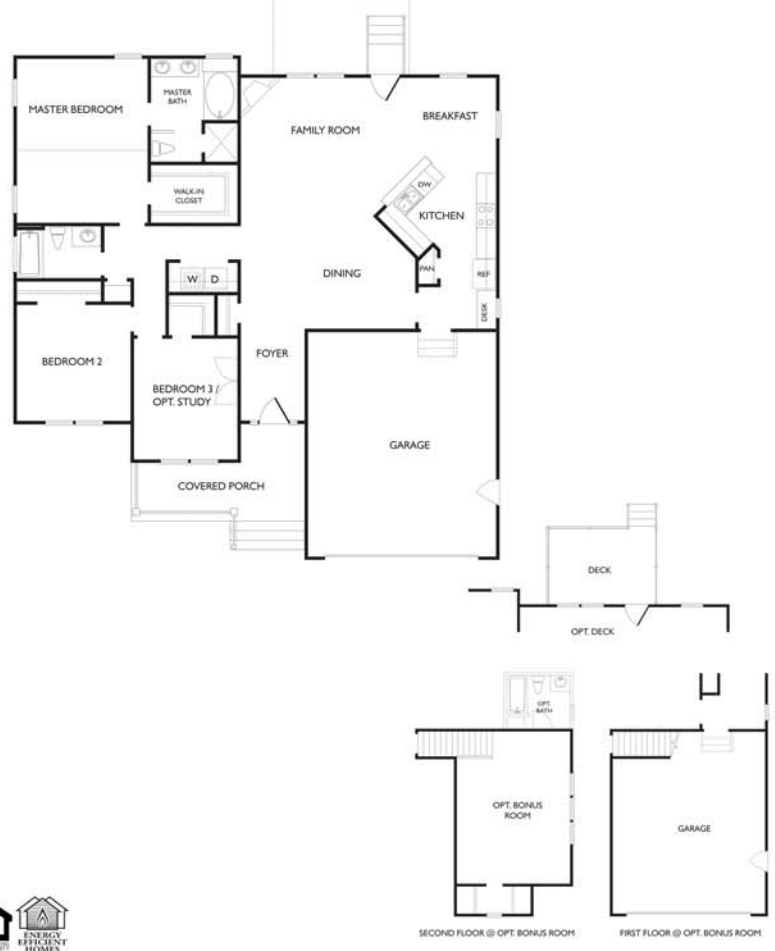 MASTER BEDROOM
MASTER
BATH
FAMILY ROOM
BREAKFAST
WALK-IN
CLOSET
DW
KITCHEN
W D
DINING
PAN
REF
DESK
BEDROOM 2
FOYER
BEDROOM 3 /
OPT. STUDY
GARAGE
COVERED PORCH
DECK
OPT. DECK
OPT.
BATH
OPT. BONUS
ROOM
GARAGE
SECOND FLOOR @ OPT. BONUS ROOM
FIRST FLOOR @ OPT. BONUS ROOM
ENERGY
EFFICIENT
HOMES